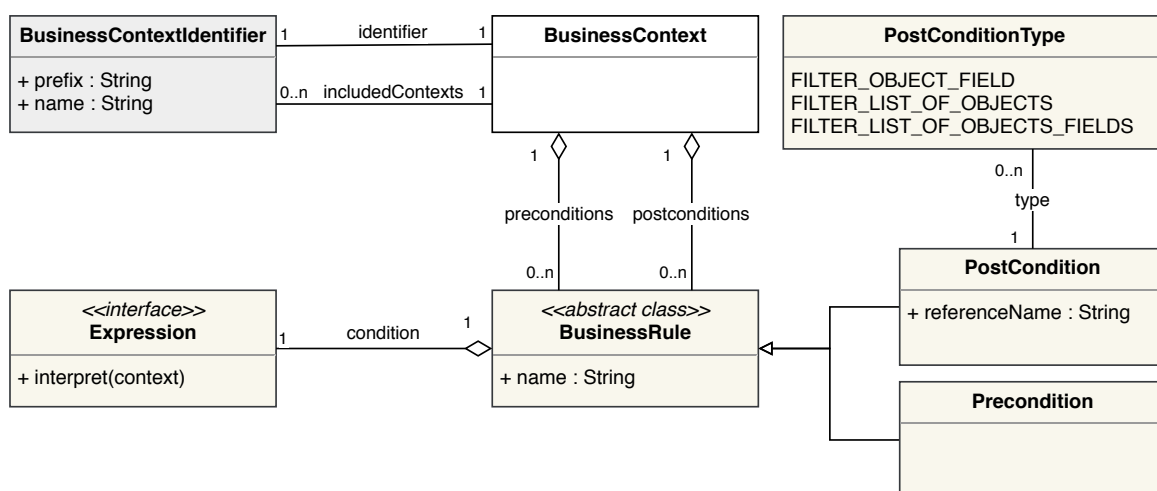 BusinessContextIdentifier
+ prefix : String
+ name : String
1
identifier
1
0..n
includedContexts
1
BusinessContext
PostConditionType
FILTER_OBJECT_FIELD
FILTER_LIST_OF_OBJECTS
FILTER_LIST_OF_OBJECTS_FIELDS
1
1
preconditions
postconditions
0..n
0..n
0..n
type
1
<<interface>>
Expression
+ interpret(context)
1
condition
1
<<abstract class>>
BusinessRule
+ name : String
PostCondition
+ referenceName : String
Precondition